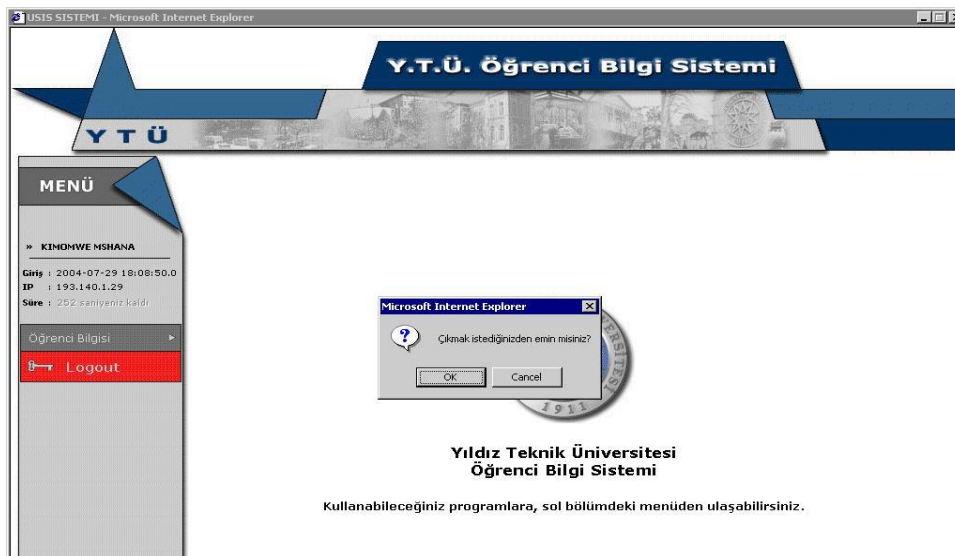 USIS SISTEMI - Microsoft Internet Explorer
Y.T.Ü. Öğrenci Bilgi Sistemi
Y T Ü
MENÜ
» KIMOMWE MSHANA
Giriş : 2004-07-29 18:08:50.0
IP : 193.140.1.29
Süre : 252 saniyeniz kaldı
Öğrenci Bilgisi
Logout
Microsoft Internet Explorer
Çıkmak istediğinizden emin misiniz?
OK Cancel
1911
Yıldız Teknik Üniversitesi
Öğrenci Bilgi Sistemi
Kullanabileceğiniz programlara, sol bölümdeki menüden ulaşabilirsiniz.